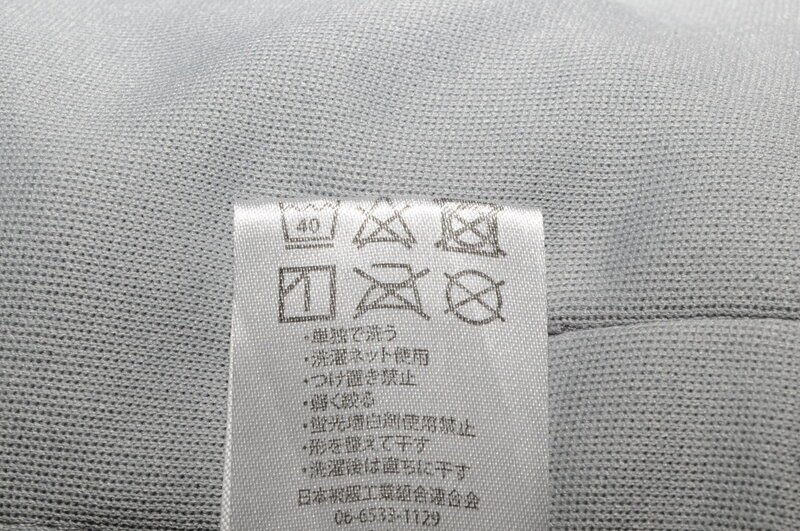 40
・単独で洗う
・洗濯ネット使用
・つけ置き禁止
・弱く絞る
・蛍光増白剤使用禁止
・形を整えて干す
・洗濯後は直ちに干す
日本被服工業組合連合会
06-6533-1129